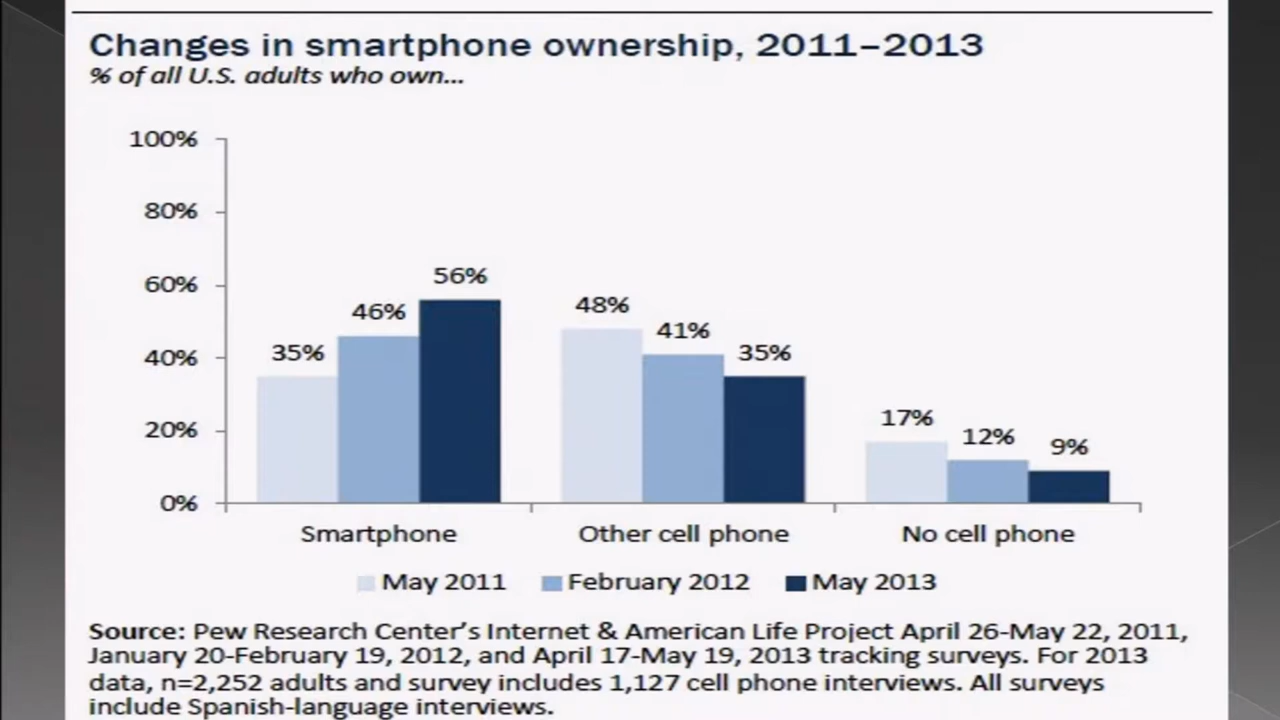 Changes in smartphone ownership, 2011–2013
% of all U.S. adults who own...
100%
80%
60%
40%
20%
0%
35%
46%
56%
48%
41%
35%
17%
12%
9%
Smartphone
Other cell phone
No cell phone
May 2011
February 2012
May 2013
Source: Pew Research Center’s Internet & American Life Project April 26-May 22, 2011,
January 20-February 19, 2012, and April 17-May 19, 2013 tracking surveys. For 2013
data, n=2,252 adults and survey includes 1,127 cell phone interviews. All surveys
include Spanish-language interviews.